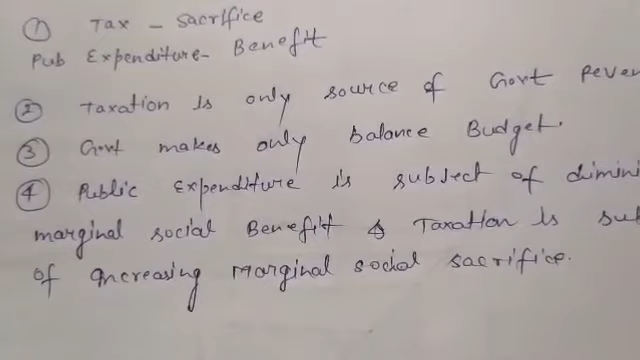 ① Tax - sacrifice
Pub Expenditure - Benefit
② Taxation is only source of Govt
③ Govt makes only balance Budget.
④ Public Expenditure is subject of
marginal social Benefit & Taxation is
of increasing marginal social sacrifice.